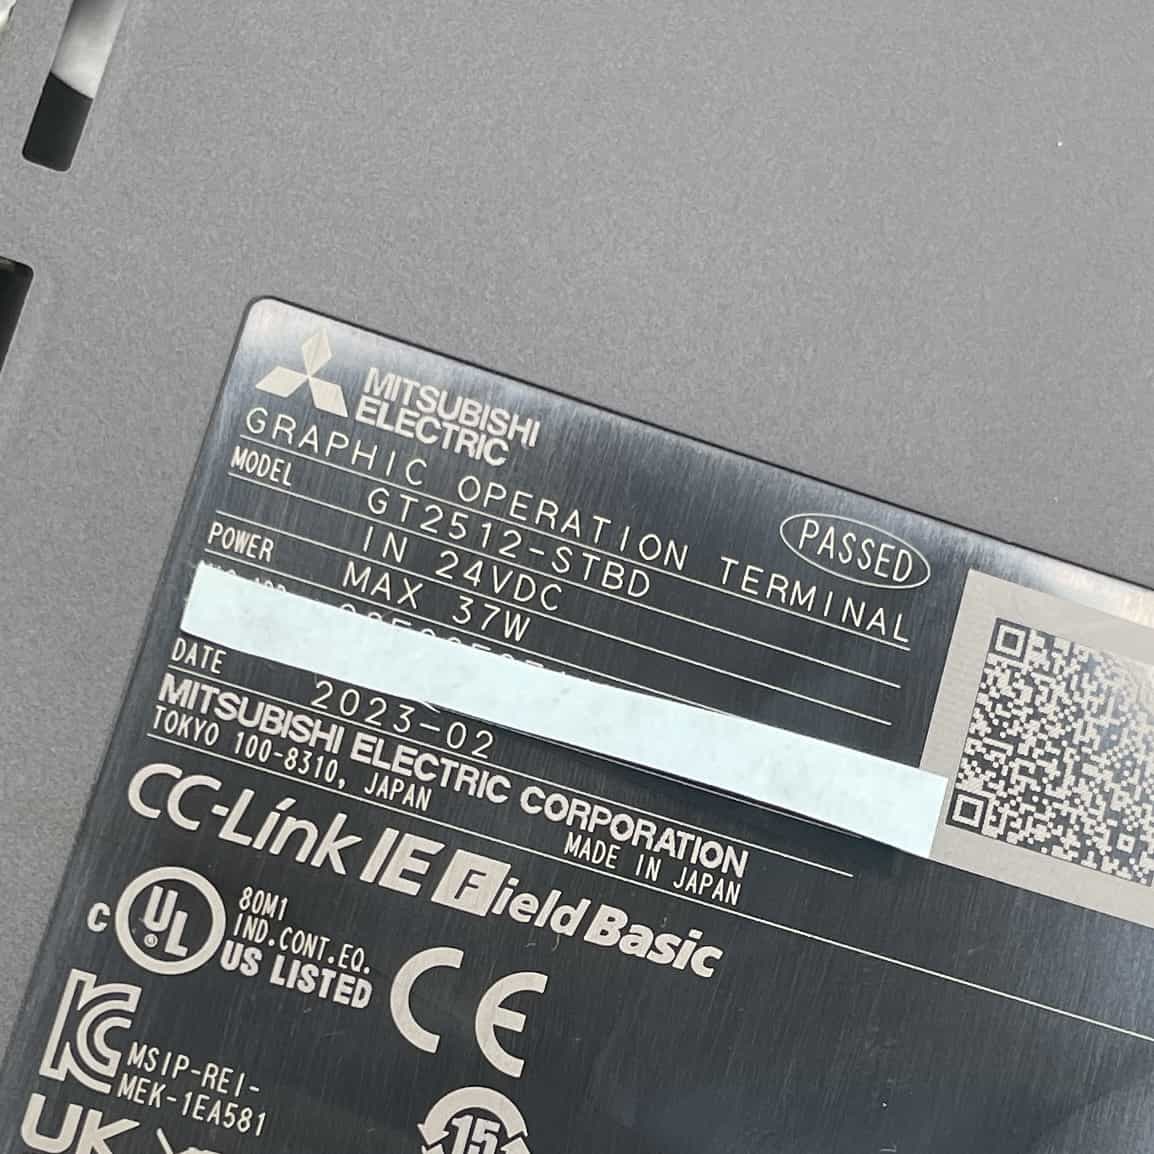 MITSUBISHI
ELECTRIC
GRAPHIC OPERATION TERMINAL
PASSED
MODEL GT2512-STBD
IN 24VDC
POWER MAX 37W
DATE 2023-02
MITSUBISHI ELECTRIC CORPORATION
TOKYO 100-8310, JAPAN MADE IN JAPAN
CC-Link IE Field Basic
C UL ® US LISTED
80M1
IND.CONT.EQ.
CE
KC
MSIP-REI-
MEK-1EA581
UK
15